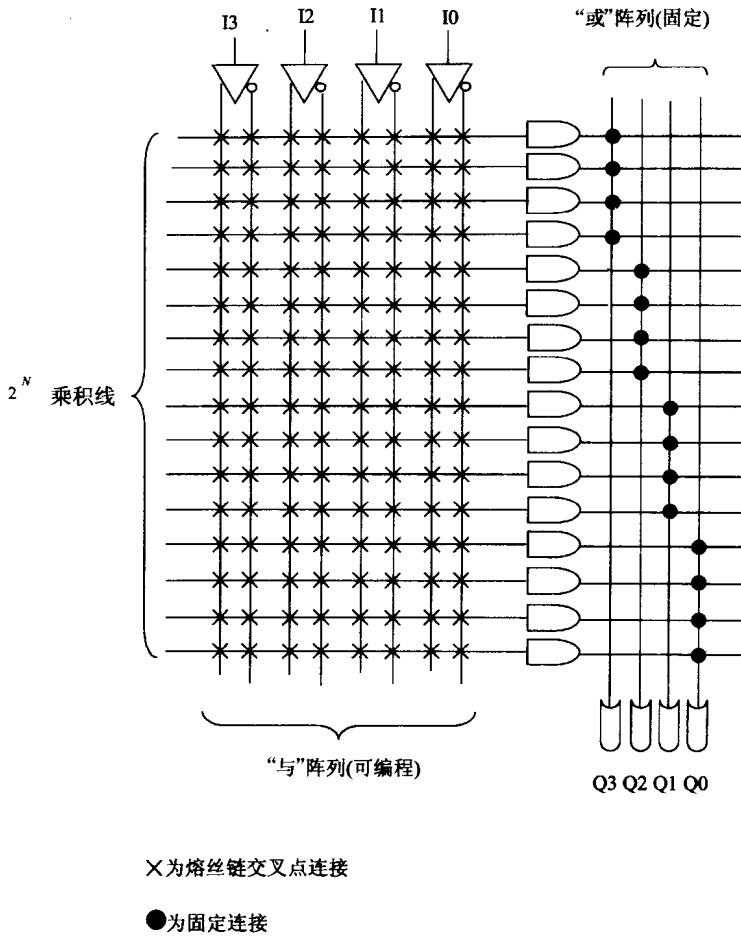 “或”阵列(固定)
I3 I2 I1 I0
2^N 乘积线
“与”阵列(可编程)
Q3 Q2 Q1 Q0
×为熔丝链交叉点连接
●为固定连接